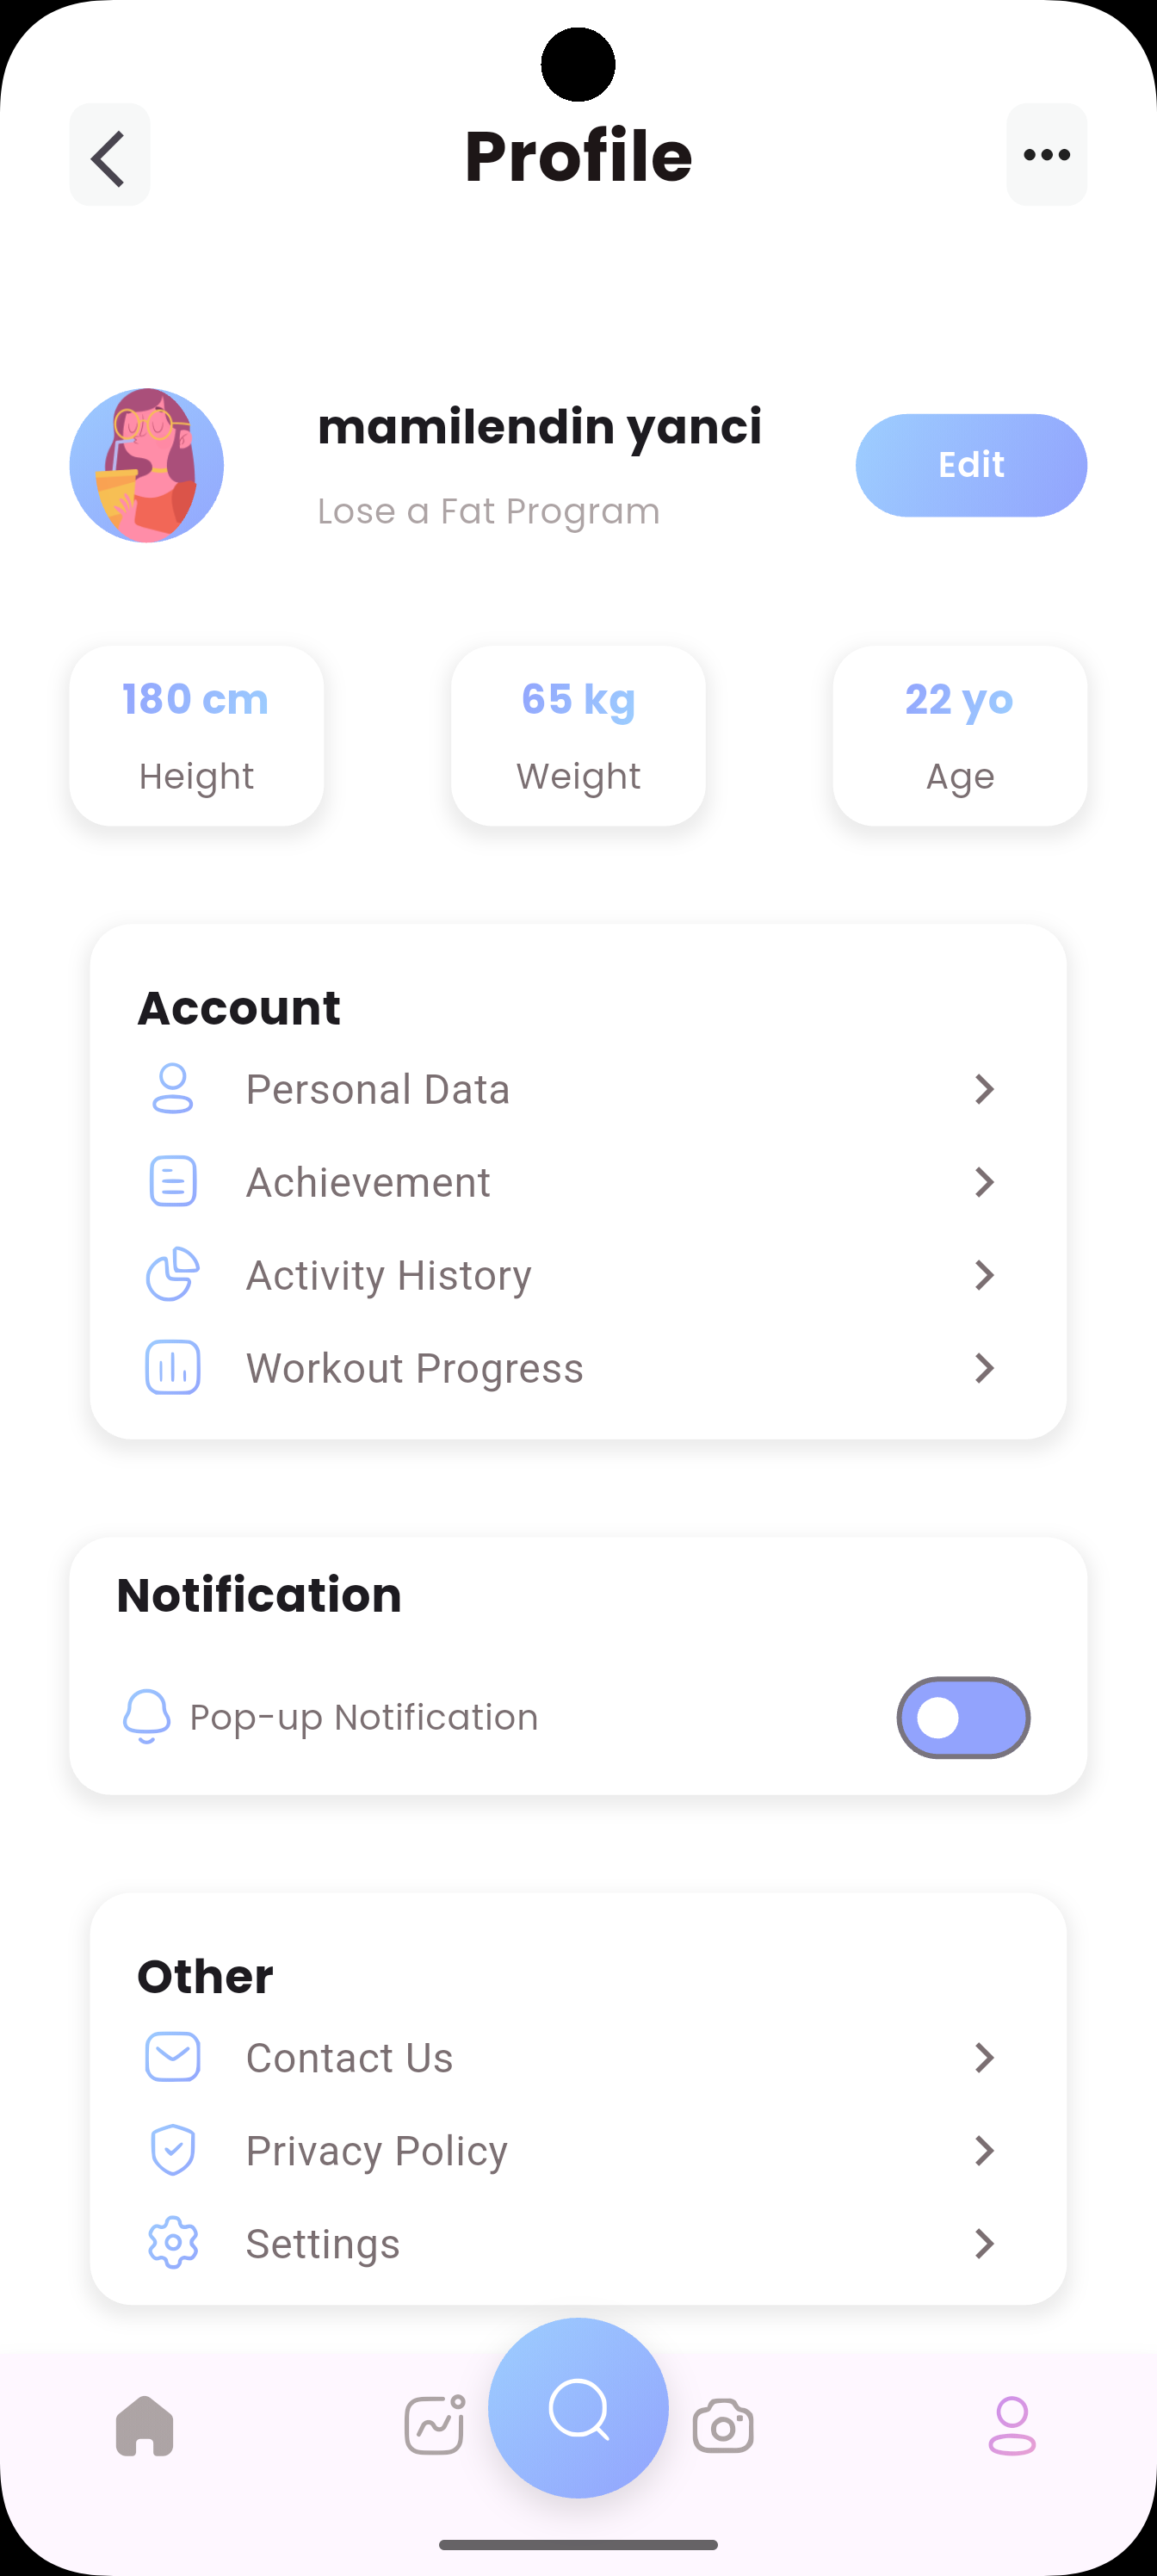 Profile
mamilendin yanci
Lose a Fat Program
Edit
180 cm
Height
65 kg
Weight
22 yo
Age
Account
Personal Data
Achievement
Activity History
Workout Progress
Notification
Pop-up Notification
Other
Contact Us
Privacy Policy
Settings